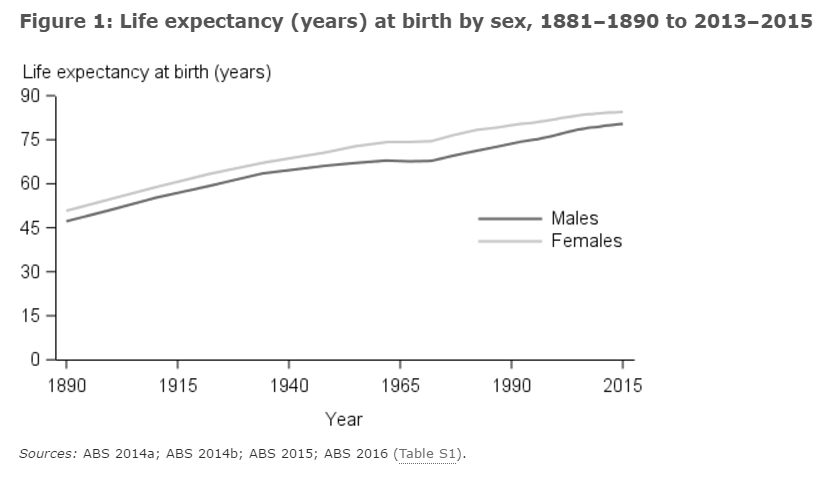 Figure 1: Life expectancy (years) at birth by sex, 1881–1890 to 2013–2015
Life expectancy at birth (years)
90
75
60
45
30
15
0
Males
Females
1890 1915 1940 1965 1990 2015
Year
Sources: ABS 2014a; ABS 2014b; ABS 2015; ABS 2016 (Table S1).